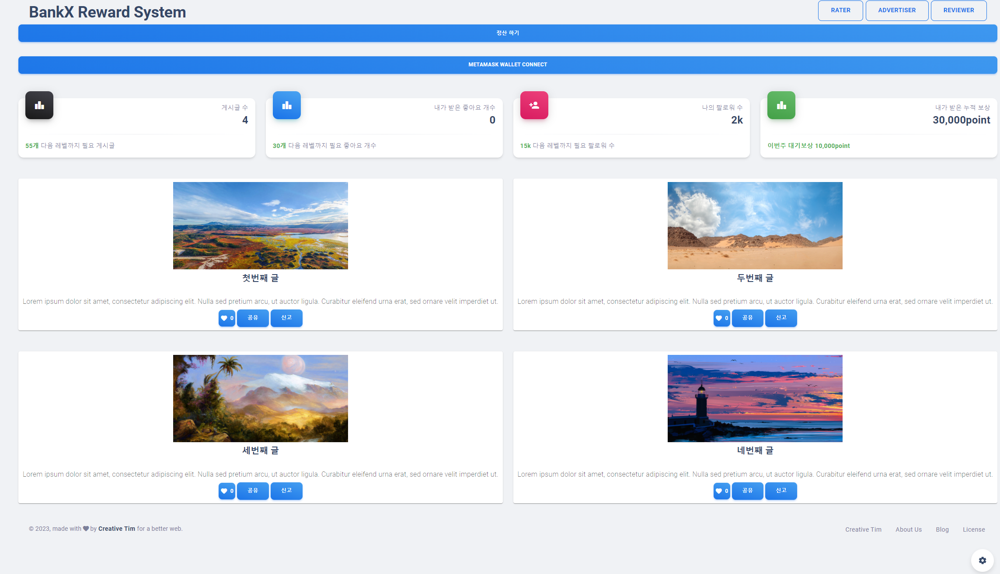 BankX Reward System
RATER
ADVERTISER
REVIEWER
정산 하기
METAMASK WALLET CONNECT
게시글 수
4
55개 다음 레벨까지 필요 게시글
내가 받은 좋아요 개수
0
30개 다음 레벨까지 필요 좋아요 개수
나의 팔로워 수
2k
15k 다음 레벨까지 필요 팔로워 수
내가 받은 누적 보상
30,000point
이번주 대기보상 10,000point
첫번째 글
Lorem ipsum dolor sit amet, consectetur adipiscing elit. Nulla sed pretium arcu, ut auctor ligula. Curabitur eleifend urna erat, sed ornare velit imperdiet ut.
0
공유
신고
두번째 글
Lorem ipsum dolor sit amet, consectetur adipiscing elit. Nulla sed pretium arcu, ut auctor ligula. Curabitur eleifend urna erat, sed ornare velit imperdiet ut.
0
공유
신고
세번째 글
Lorem ipsum dolor sit amet, consectetur adipiscing elit. Nulla sed pretium arcu, ut auctor ligula. Curabitur eleifend urna erat, sed ornare velit imperdiet ut.
0
공유
신고
네번째 글
Lorem ipsum dolor sit amet, consectetur adipiscing elit. Nulla sed pretium arcu, ut auctor ligula. Curabitur eleifend urna erat, sed ornare velit imperdiet ut.
0
공유
신고
© 2023, made with ♥ by Creative Tim for a better web.
Creative Tim
About Us
Blog
License